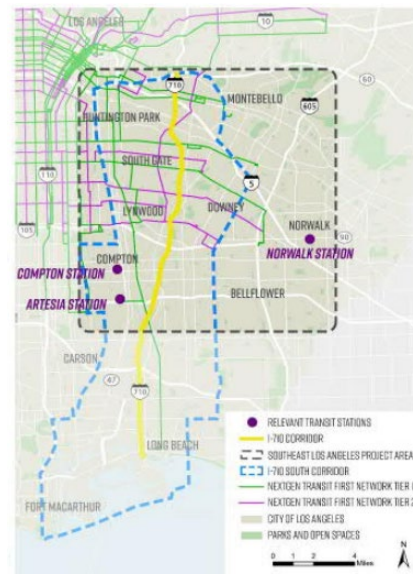 LOS ANGELES
10
60
710
MONTEBELLO
605
HUNTINGTON PARK
110
SOUTH GATE
5
LYNWOOD
DOWNEY
105
NORWALK
90
NORWALK STATION
COMPTON
COMPTON STATION
BELLFLOWER
ARTESIA STATION
CARSON
47
710
LONG BEACH
FORT MACARTHUR
RELEVANT TRANSIT STATIONS
I-710 CORRIDOR
SOUTHEAST LOS ANGELES PROJECT AREA
I-710 SOUTH CORRIDOR
NEXTGEN TRANSIT FIRST NETWORK TIER
NEXTGEN TRANSIT FIRST NETWORK TIER
CITY OF LOS ANGELES
PARKS AND OPEN SPACES
0 1 2 4
Miles
N